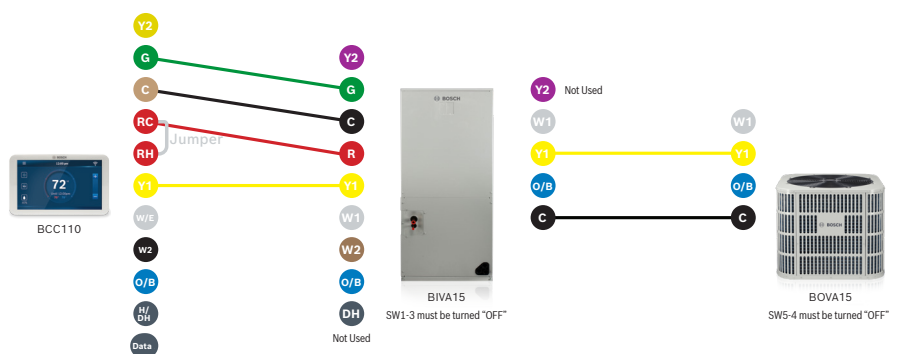 Y2
G
C
RC
RH
Jumper
Y1
W/E
W2
O/B
H/
DH
Data
BCC110
72
Y2
G
C
R
Y1
W1
W2
O/B
DH
Not Used
BOSCH
BIVA15
SW1-3 must be turned “OFF”
Y2 Not Used
W1
Y1
O/B
C
W1
Y1
O/B
C
BOSCH
BOVA15
SW5-4 must be turned “OFF”